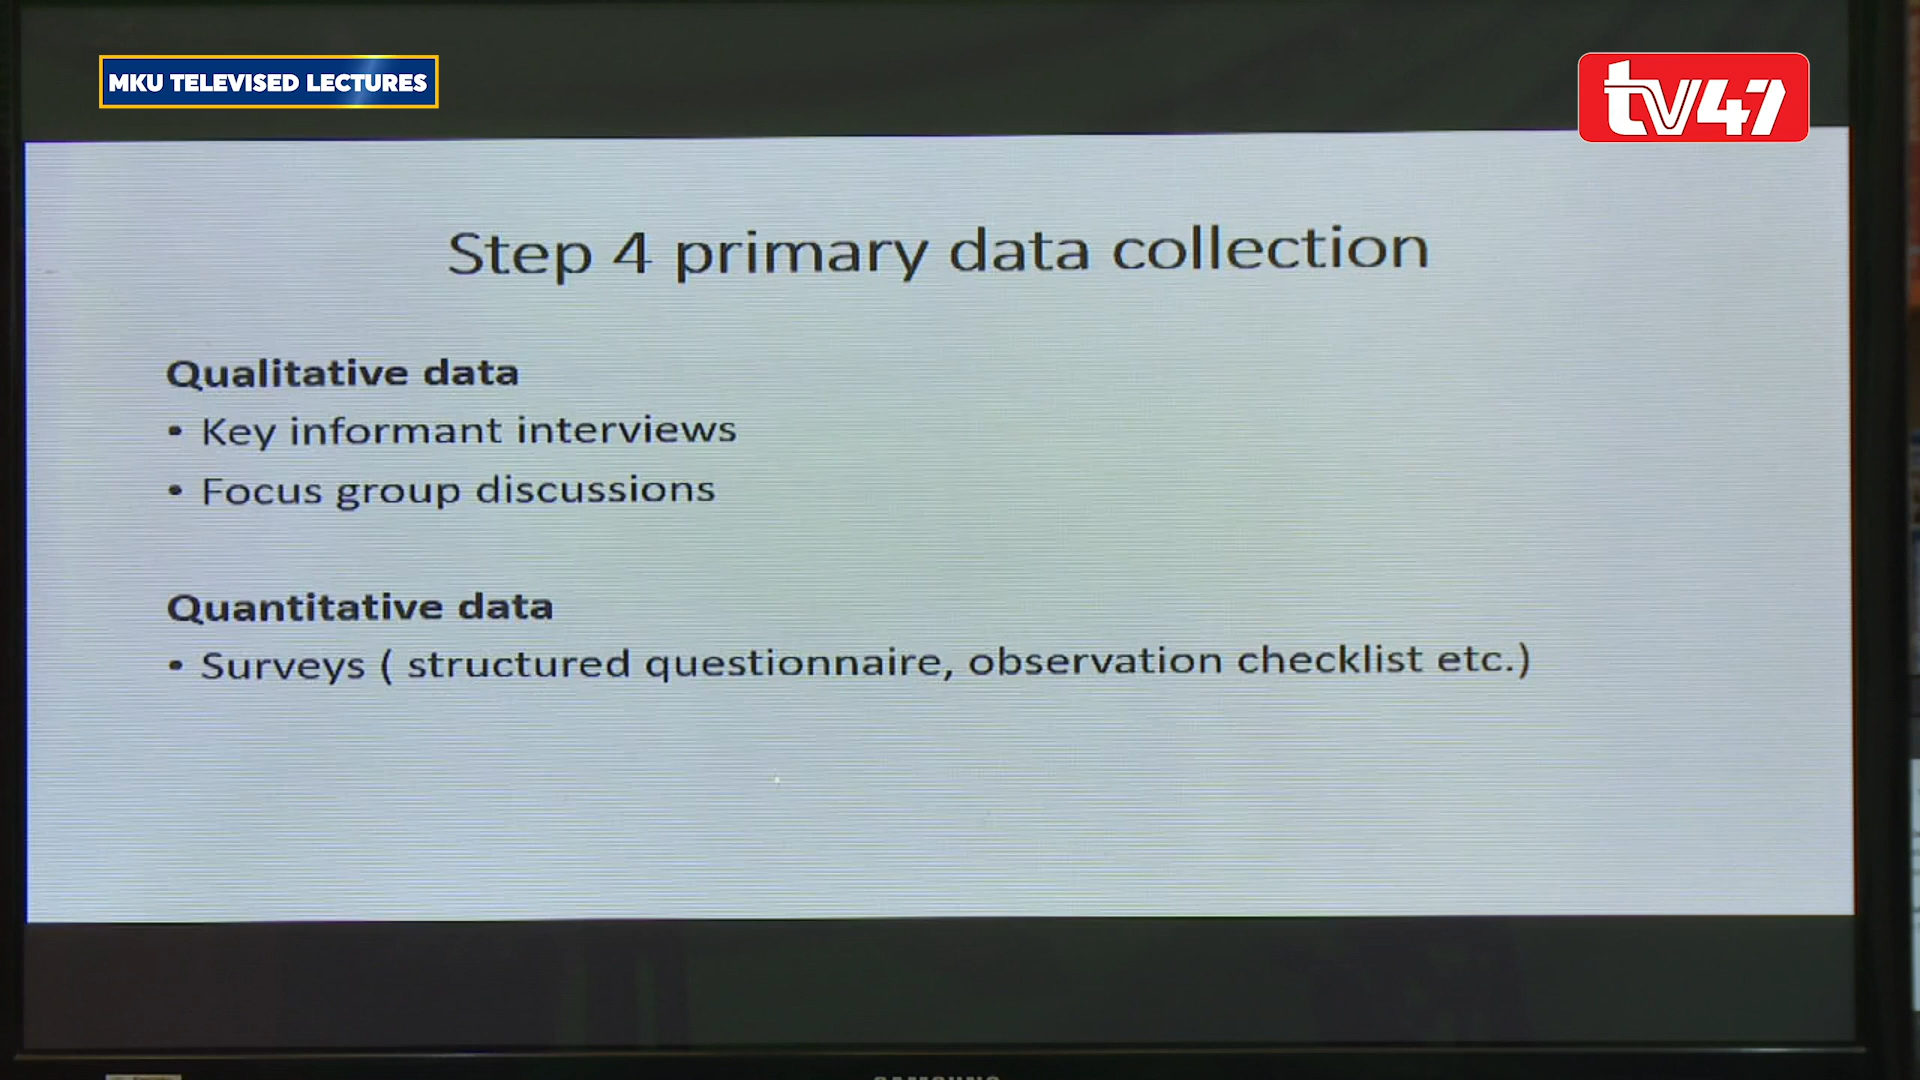 MKU TELEVISED LECTURES
tv47
Step 4 primary data collection
Qualitative data
• Key informant interviews
• Focus group discussions
Quantitative data
• Surveys ( structured questionnaire, observation checklist etc.)
SAMSUNG